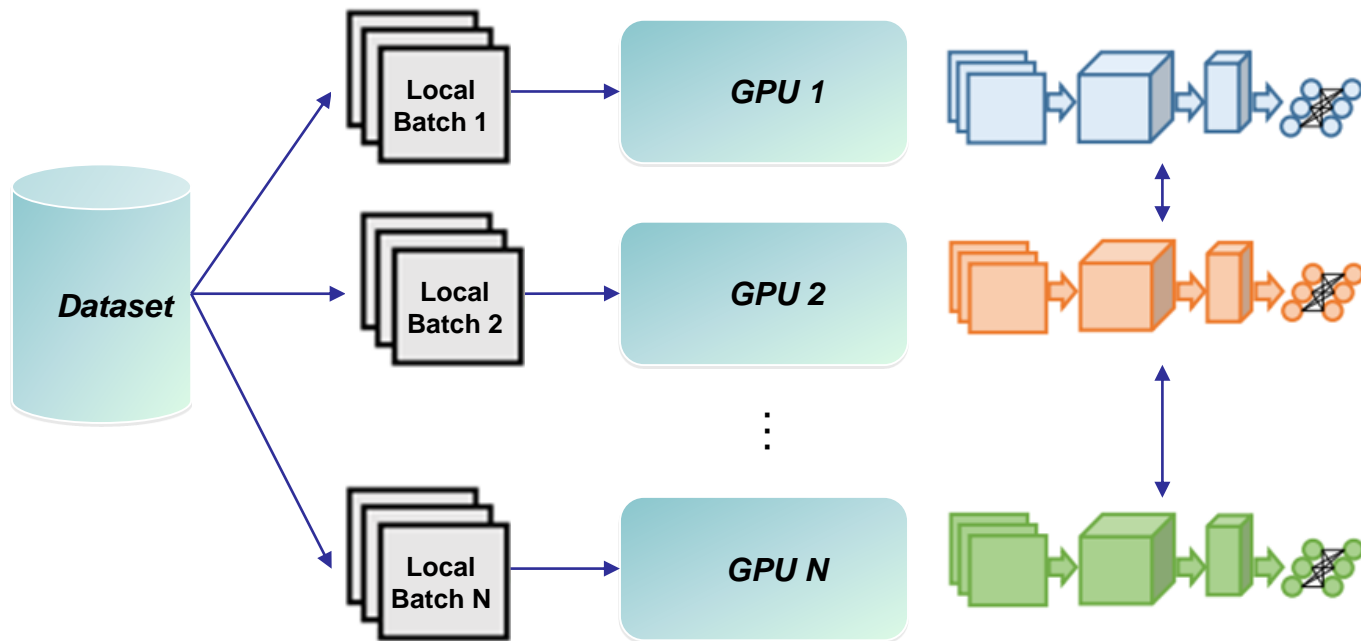 Local
Batch 1
GPU 1
Dataset
Local
Batch 2
GPU 2
⋮
Local
Batch N
GPU N